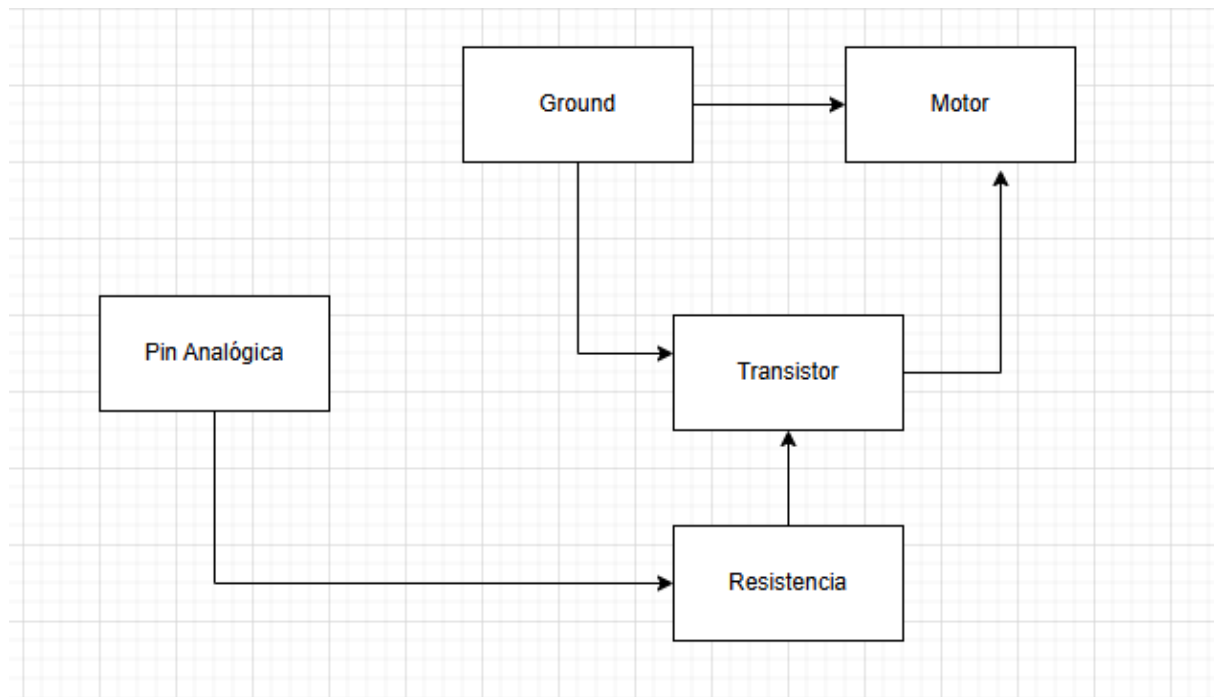 Ground
Motor
Pin Analógica
Transistor
Resistencia